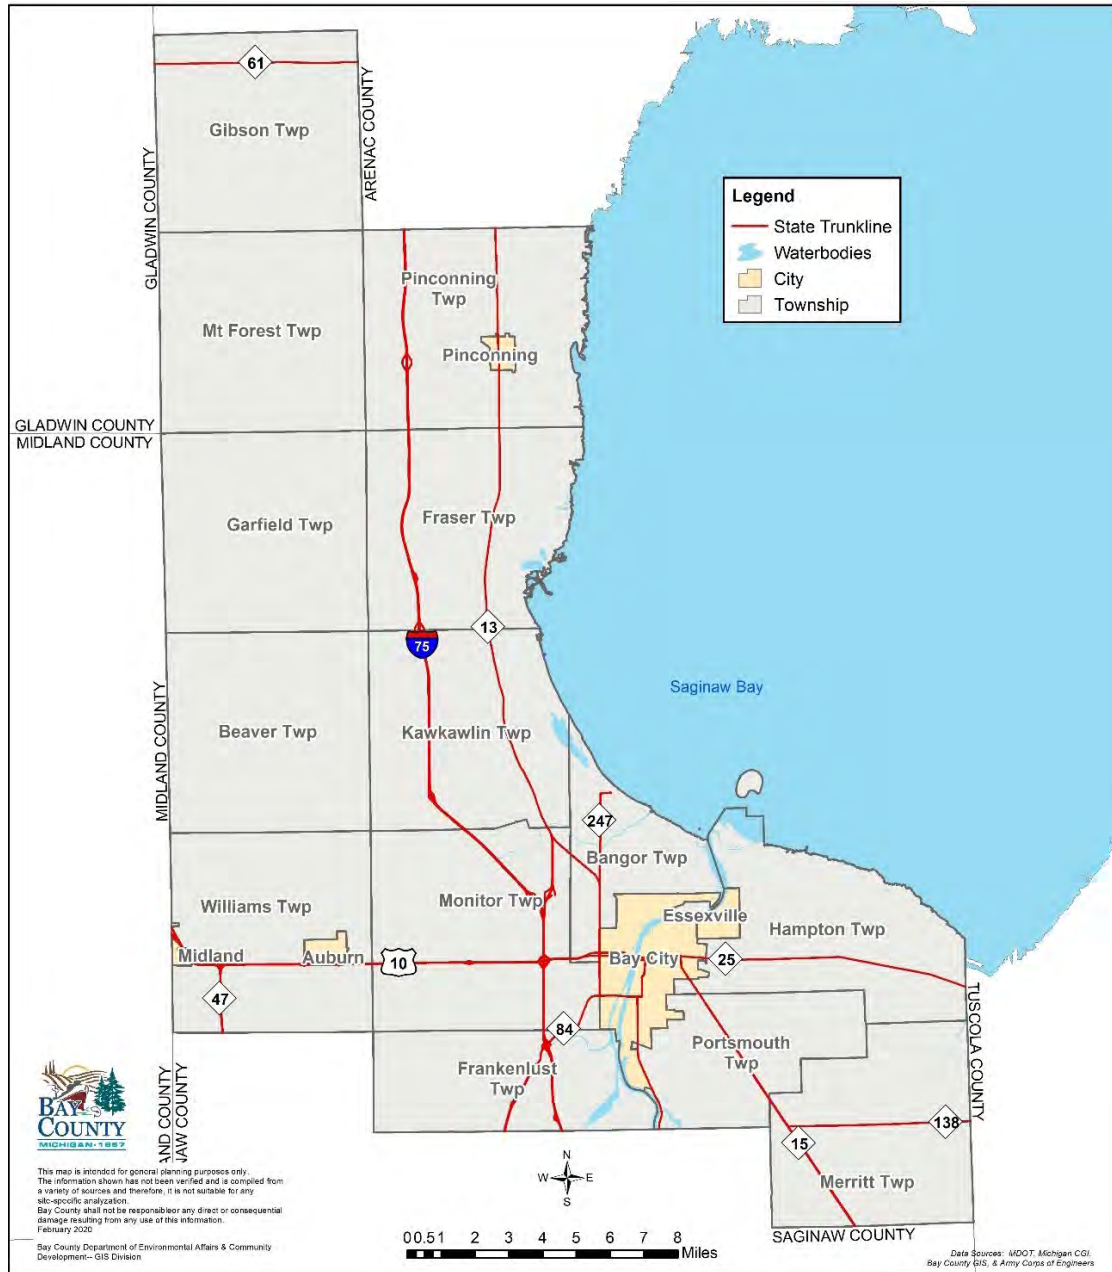 61
Gibson Twp
ARENAC COUNTY
GLADWIN COUNTY
Legend
State Trunkline
Waterbodies
City
Township
Pinconning
Twp
Mt Forest Twp
Pinconning
GLADWIN COUNTY
MIDLAND COUNTY
Garfield Twp
Fraser Twp
13
75
Saginaw Bay
MIDLAND COUNTY
Beaver Twp
Kawkawlin Twp
247
Bangor Twp
Williams Twp
Monitor Twp
Essexville
Hampton Twp
Midland
Auburn
10
Bay City
25
47
84
TUSCOLA COUNTY
Portsmouth
Twp
Frankenlust
Twp
138
15
Merritt Twp
SAGINAW COUNTY
AND COUNTY
NAW COUNTY
BAY
COUNTY
MICHIGAN-1857
This map is intended for general planning purposes only.
The information shown has not been verified and is compiled from
a variety of sources and therefore, it is not suitable for any
site-specific analyzation.
Bay County shall not be responsibleor any direct or consequential
damage resulting from any use of this information.
February 2020
Bay County Department of Environmental Affairs & Community
Development-- GIS Division
N
W E
S
0 0.5 1 2 3 4 5 6 7 8
Miles
Data Sources: MDOT, Michigan CGI,
Bay County GIS, & Army Corps of Engineers